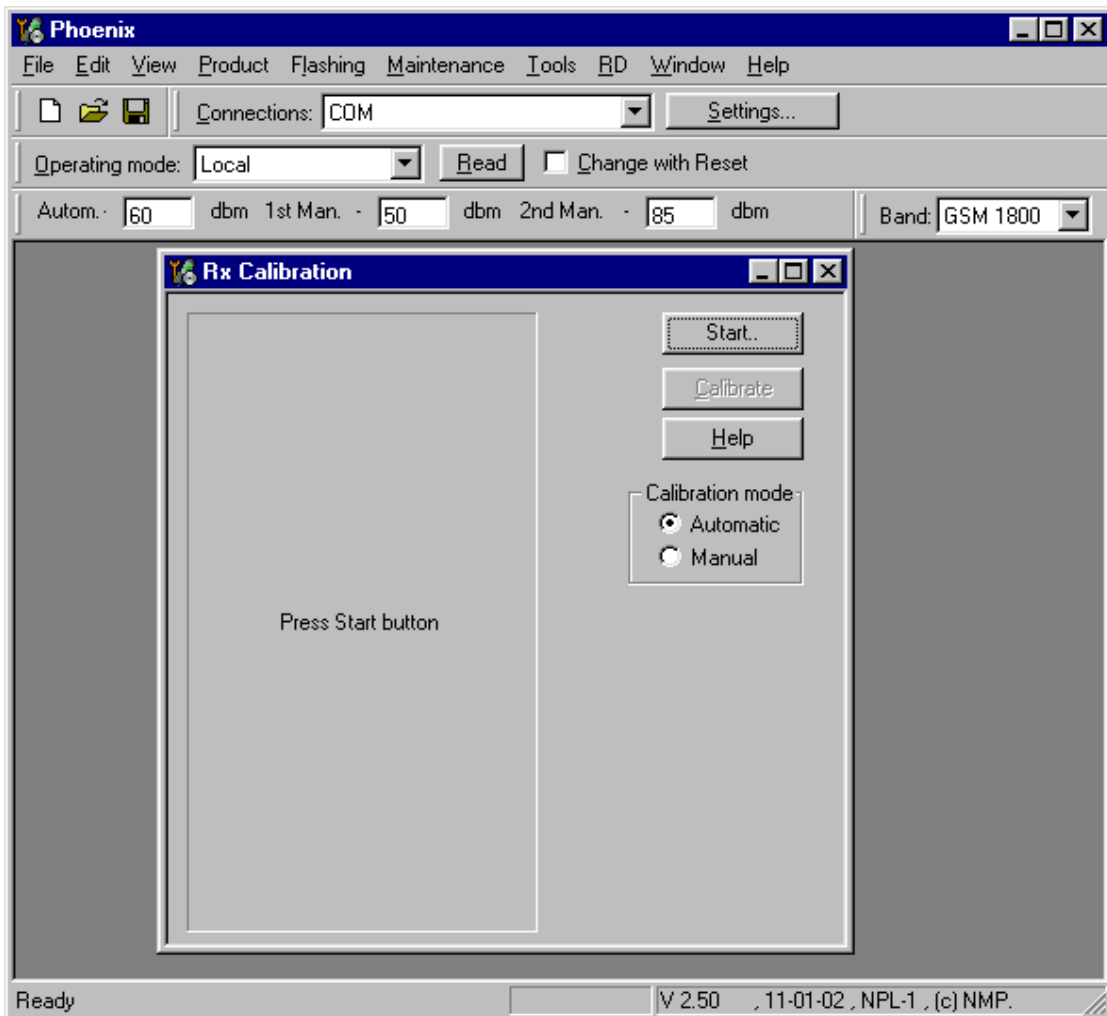 Phoenix
File Edit View Product Flashing Maintenance Tools RD Window Help
Connections: COM Settings...
Operating mode: Local Read Change with Reset
Autom. - 60 dbm 1st Man. - 50 dbm 2nd Man. - 85 dbm Band: GSM 1800
Rx Calibration
Start..
Calibrate
Help
Calibration mode
Automatic
Manual
Press Start button
Ready V 2.50 , 11-01-02 , NPL-1 , (c) NMP.